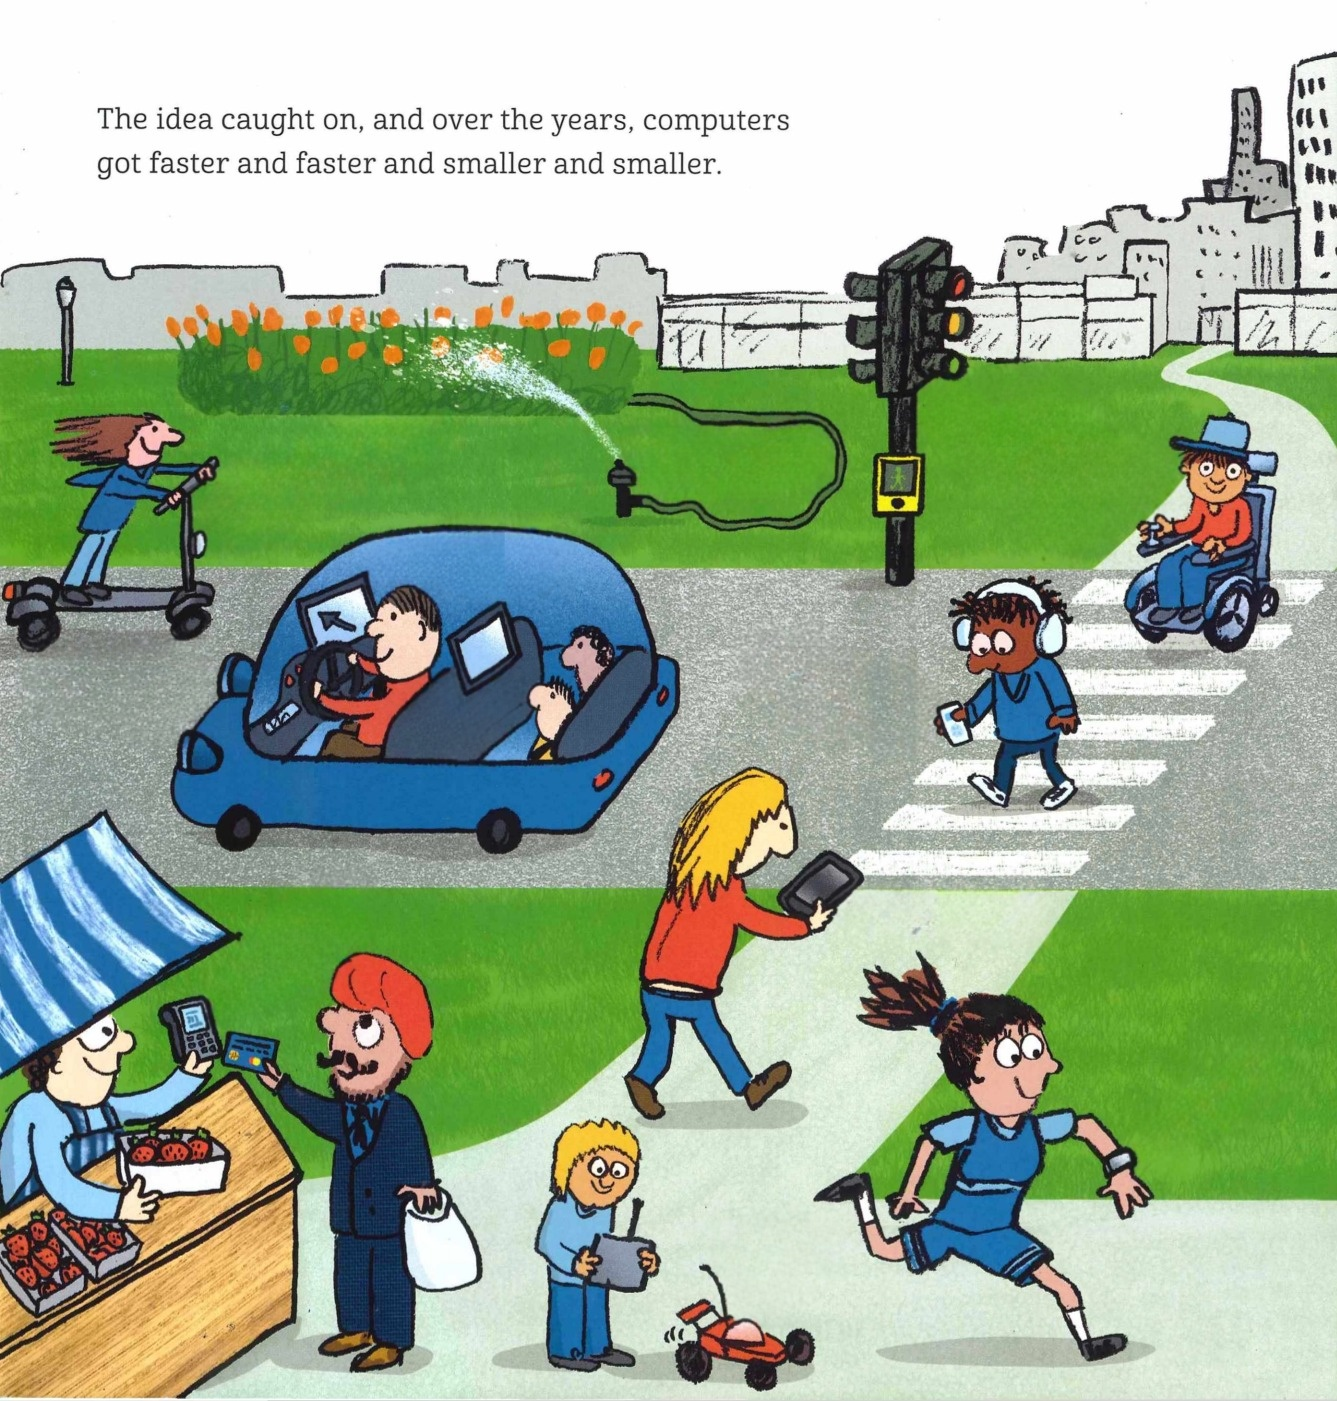 The idea caught on, and over the years, computers
got faster and faster and smaller and smaller.